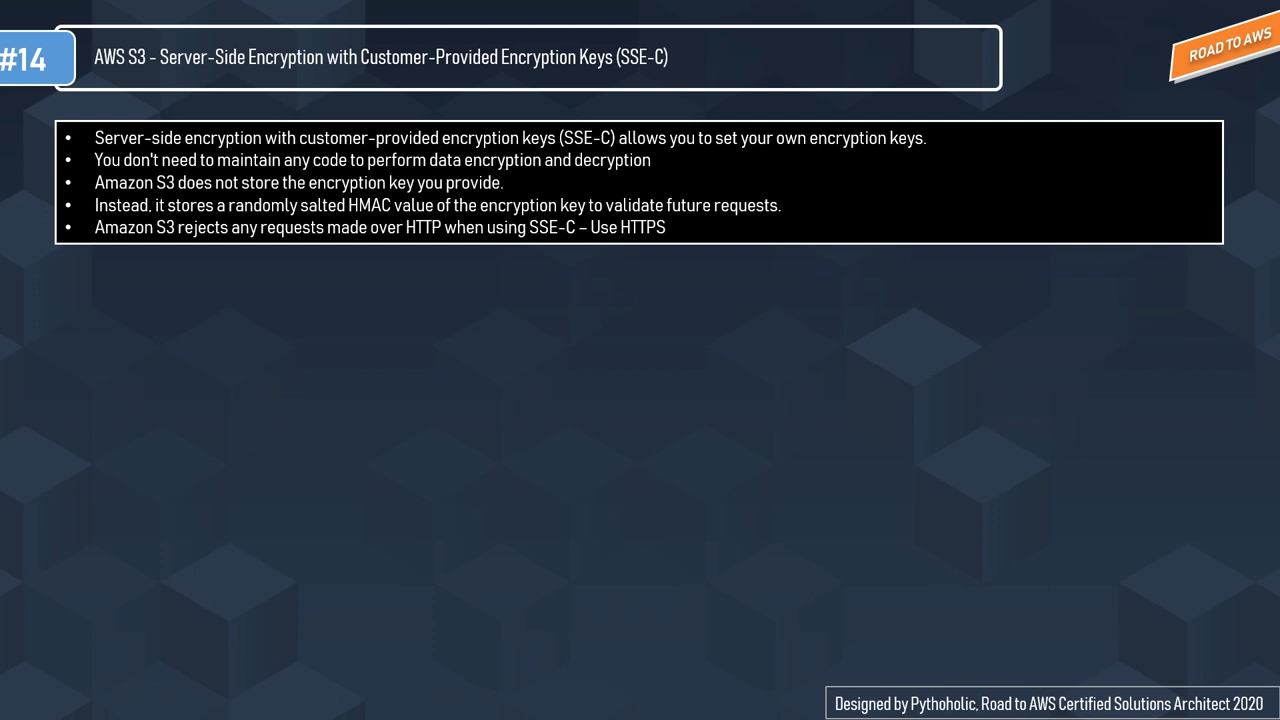 #14
AWS S3 - Server-Side Encryption with Customer-Provided Encryption Keys (SSE-C)
ROAD TO AWS
• Server-side encryption with customer-provided encryption keys (SSE-C) allows you to set your own encryption keys.
• You don't need to maintain any code to perform data encryption and decryption
• Amazon S3 does not store the encryption key you provide.
• Instead, it stores a randomly salted HMAC value of the encryption key to validate future requests.
• Amazon S3 rejects any requests made over HTTP when using SSE-C – Use HTTPS
Designed by Pythoholic, Road to AWS Certified Solutions Architect 2020